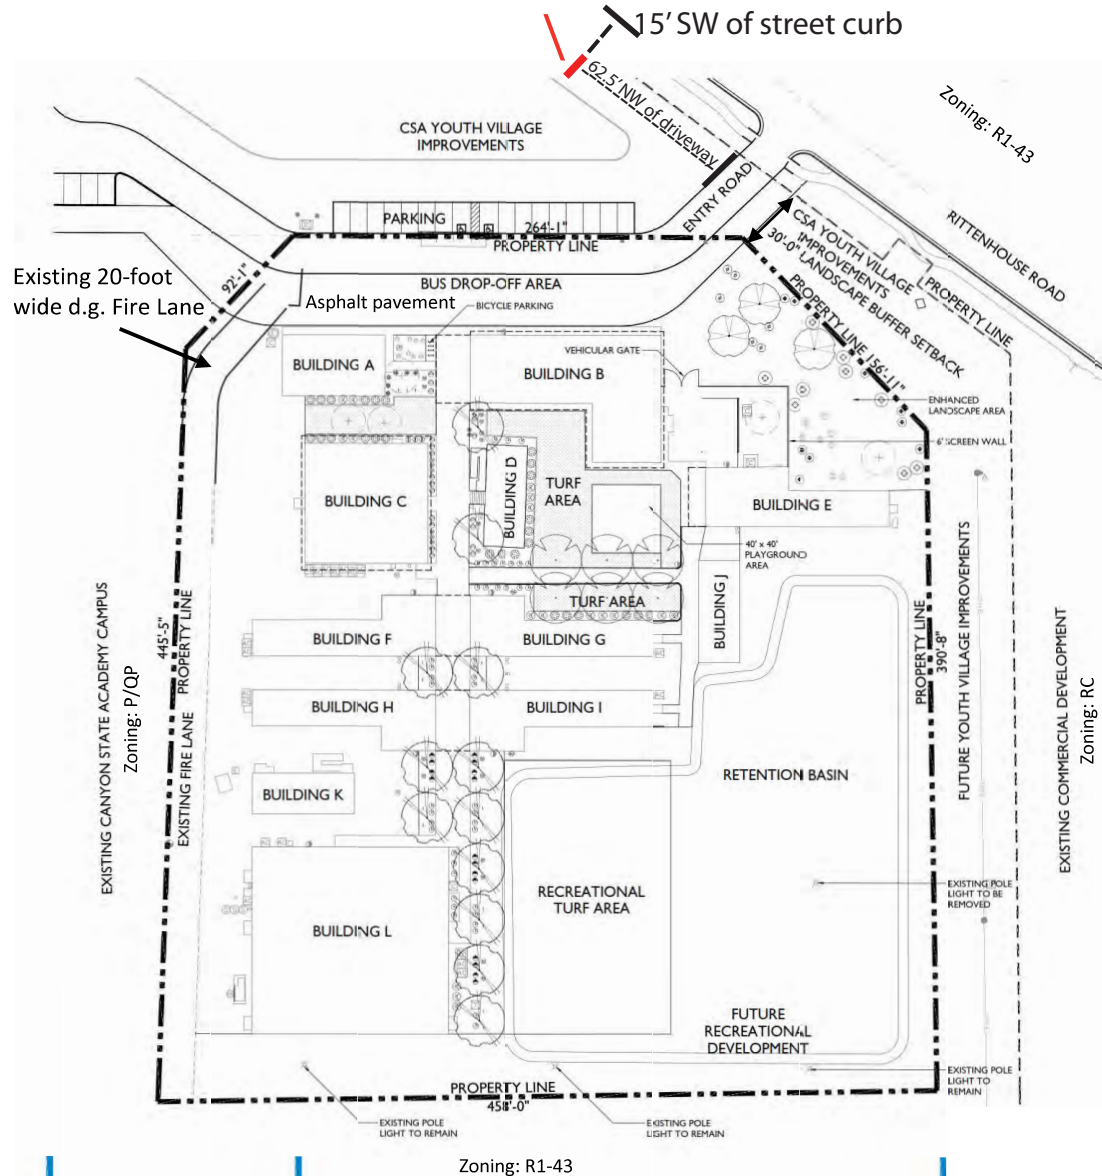 15' SW of street curb
62.5' NW of driveway
Zoning: R1-43
CSA YOUTH VILLAGE
IMPROVEMENTS
ENTRY ROAD
RITTENHOUSE ROAD
PARKING
264'-1"
PROPERTY LINE
CSA YOUTH VILLAGE
IMPROVEMENTS
30'-0" LANDSCAPE BUFFER SETBACK
PROPERTY LINE
PROPERTY LINE 156'-11"
92'-1"
Existing 20-foot
wide d.g. Fire Lane
BUS DROP-OFF AREA
Asphalt pavement
BICYCLE PARKING
BUILDING A
BUILDING B
VEHICULAR GATE
ENHANCED
LANDSCAPE AREA
6' SCREEN WALL
BUILDING C
BUILDING D
TURF
AREA
BUILDING E
40' x 40'
PLAYGROUND
AREA
TURF AREA
BUILDING J
BUILDING F
BUILDING G
BUILDING H
BUILDING I
EXISTING CANYON STATE ACADEMY CAMPUS
Zoning: P/QP
445'-5"
PROPERTY LINE
EXISTING FIRE LANE
PROPERTY LINE
390'-8"
FUTURE YOUTH VILLAGE IMPROVEMENTS
EXISTING COMMERCIAL DEVELOPMENT
Zoning: RC
BUILDING K
RETENTION BASIN
RECREATIONAL
TURF AREA
EXISTING POLE
LIGHT TO BE
REMOVED
BUILDING L
FUTURE
RECREATIONAL
DEVELOPMENT
EXISTING POLE
LIGHT TO
REMAIN
PROPERTY LINE
458'-0"
EXISTING POLE
LIGHT TO REMAIN
EXISTING POLE
LIGHT TO REMAIN
Zoning: R1-43